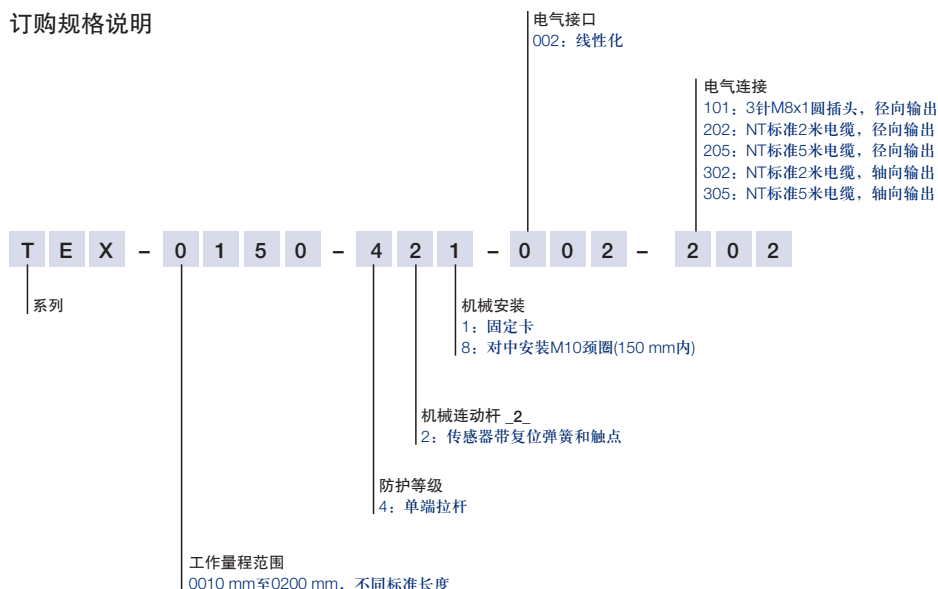 订购规格说明
电气接口
002：线性化
电气连接
101：3针M8x1圆插头，径向输出
202：NT标准2米电缆，径向输出
205：NT标准5米电缆，径向输出
302：NT标准2米电缆，轴向输出
305：NT标准5米电缆，轴向输出
T E X – 0 1 5 0 – 4 2 1 – 0 0 2 – 2 0 2
系列
机械安装
1：固定卡
8：对中安装M10颈圈(150 mm内)
机械连动杆 _2_
2：传感器带复位弹簧和触点
防护等级
4：单端拉杆
工作量程范围
0010 mm至0200 mm，不同标准长度